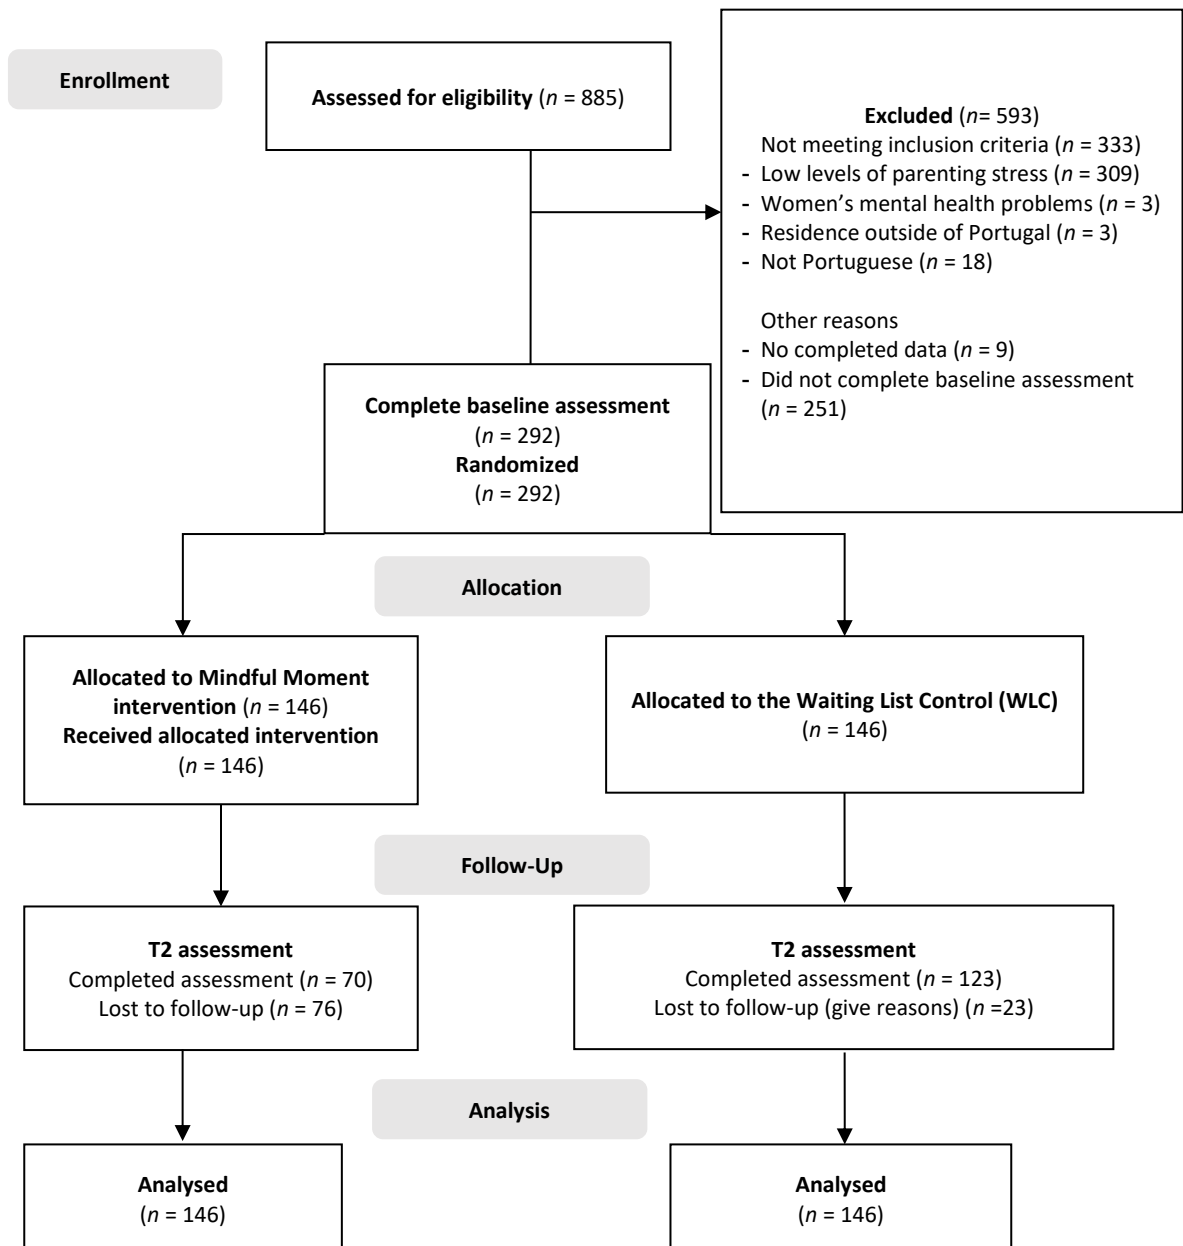 Enrollment
Assessed for eligibility (n = 885)
Excluded (n= 593)
Not meeting inclusion criteria (n = 333)
- Low levels of parenting stress (n = 309)
- Women’s mental health problems (n = 3)
- Residence outside of Portugal (n = 3)
- Not Portuguese (n = 18)
Other reasons
- No completed data (n = 9)
- Did not complete baseline assessment
(n = 251)
Complete baseline assessment
(n = 292)
Randomized
(n = 292)
Allocation
Allocated to Mindful Moment
intervention (n = 146)
Received allocated intervention
(n = 146)
Allocated to the Waiting List Control (WLC)
(n = 146)
Follow-Up
T2 assessment
Completed assessment (n = 70)
Lost to follow-up (n = 76)
T2 assessment
Completed assessment (n = 123)
Lost to follow-up (give reasons) (n =23)
Analysis
Analysed
(n = 146)
Analysed
(n = 146)